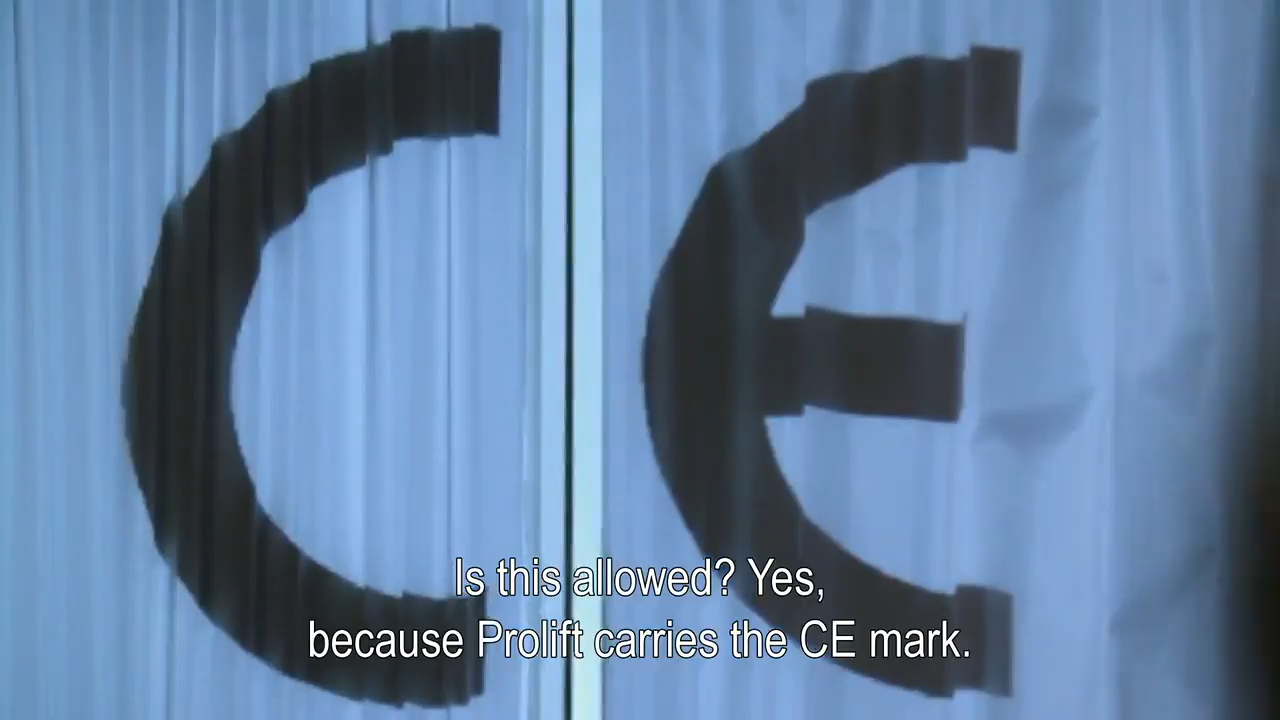 CE
Is this allowed? Yes,
because Prolift carries the CE mark.